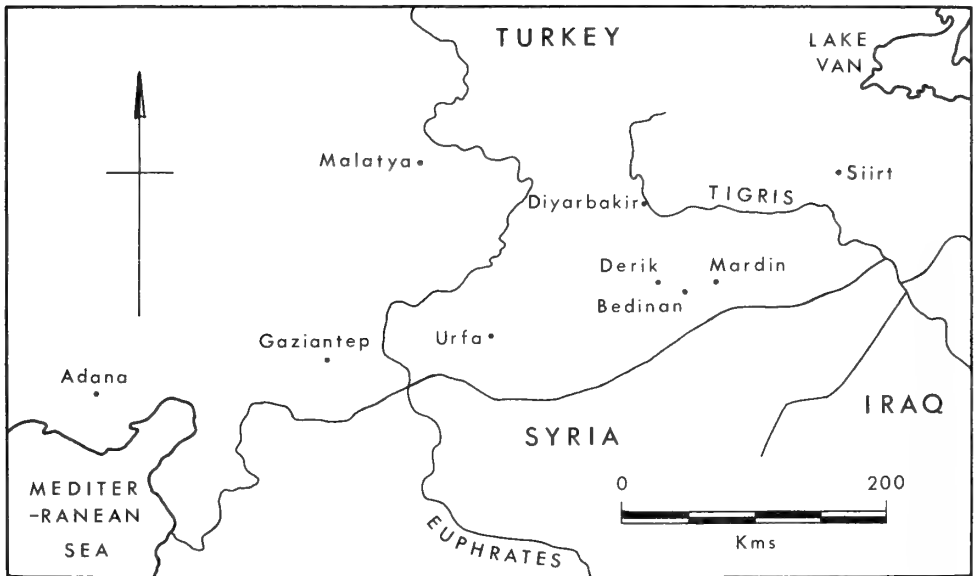 TURKEY
LAKE
VAN
Malatya
Siirt
Diyarbakir
TIGRIS
Derik
Mardin
Bedinan
Gaziantep
Urfa
Adana
IRAQ
SYRIA
MEDITER
-RANEAN
SEA
0 200
Kms
EUPHRATES